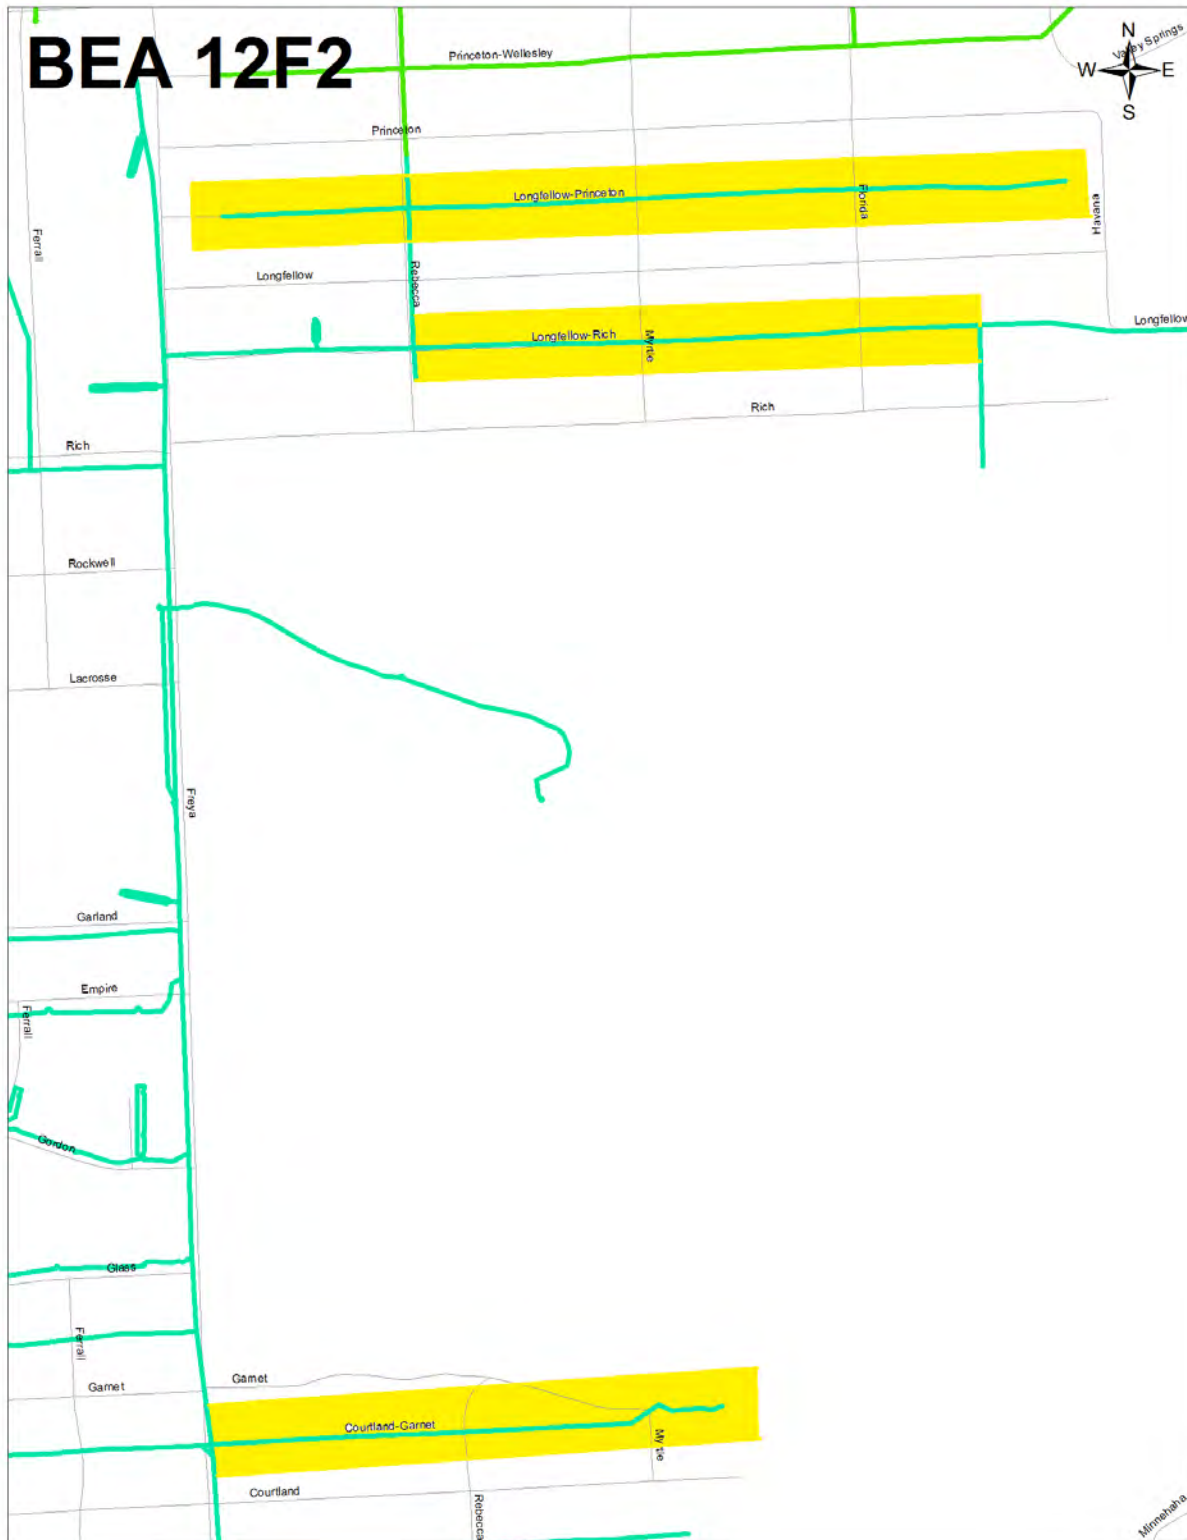 BEA 12F2
N
Valley Springs
W
E
S
Princeton-Wellesley
Princeton
Longfellow-Princeton
Florida
Havana
Ferrall
Longfellow
Rebecca
Longfellow-Rich
Myrtle
Longfellow
Rich
Rich
Rockwell
Lacrosse
Freya
Garland
Empire
Ferrall
Gordon
Glass
Ferrall
Garnet
Garnet
Courtland-Garnet
Myrtle
Courtland
Rebecca
Minnehaha